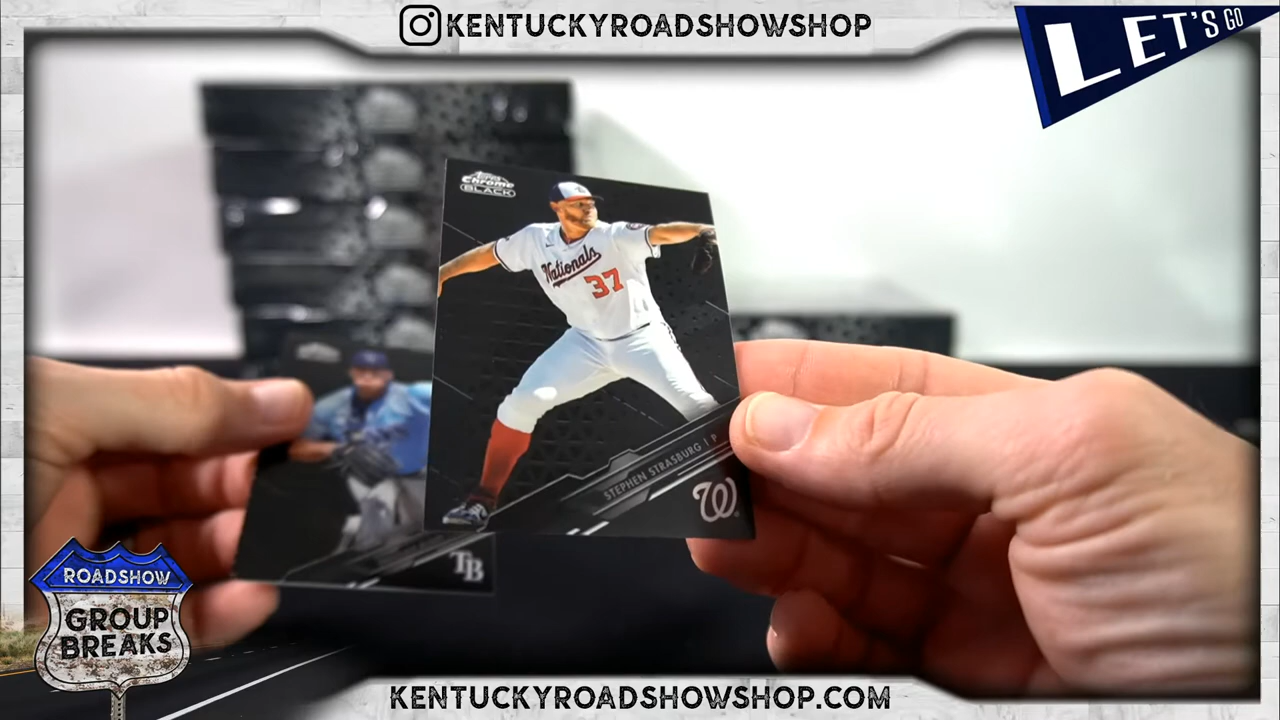 KENTUCKYROADSHOWSHOP
LET'S GO
Topps
Chrome
BLACK
Nationals
37
STEPHEN STRASBURG | P
W
TB
ROADSHOW
GROUP
BREAKS
KENTUCKYROADSHOWSHOP.COM